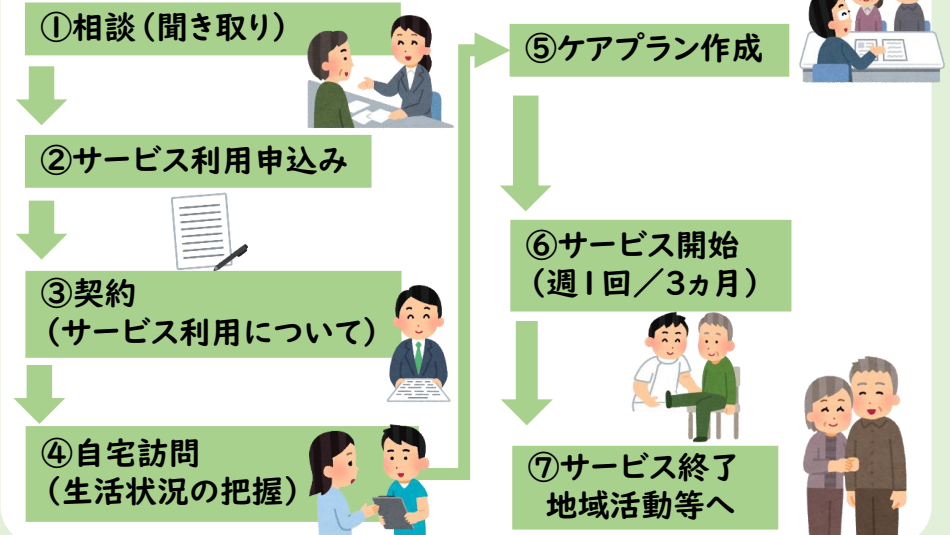 ①相談（聞き取り）
②サービス利用申込み
③契約
（サービス利用について）
④自宅訪問
（生活状況の把握）
⑤ケアプラン作成
⑥サービス開始
（週1回／3ヵ月）
⑦サービス終了
地域活動等へ